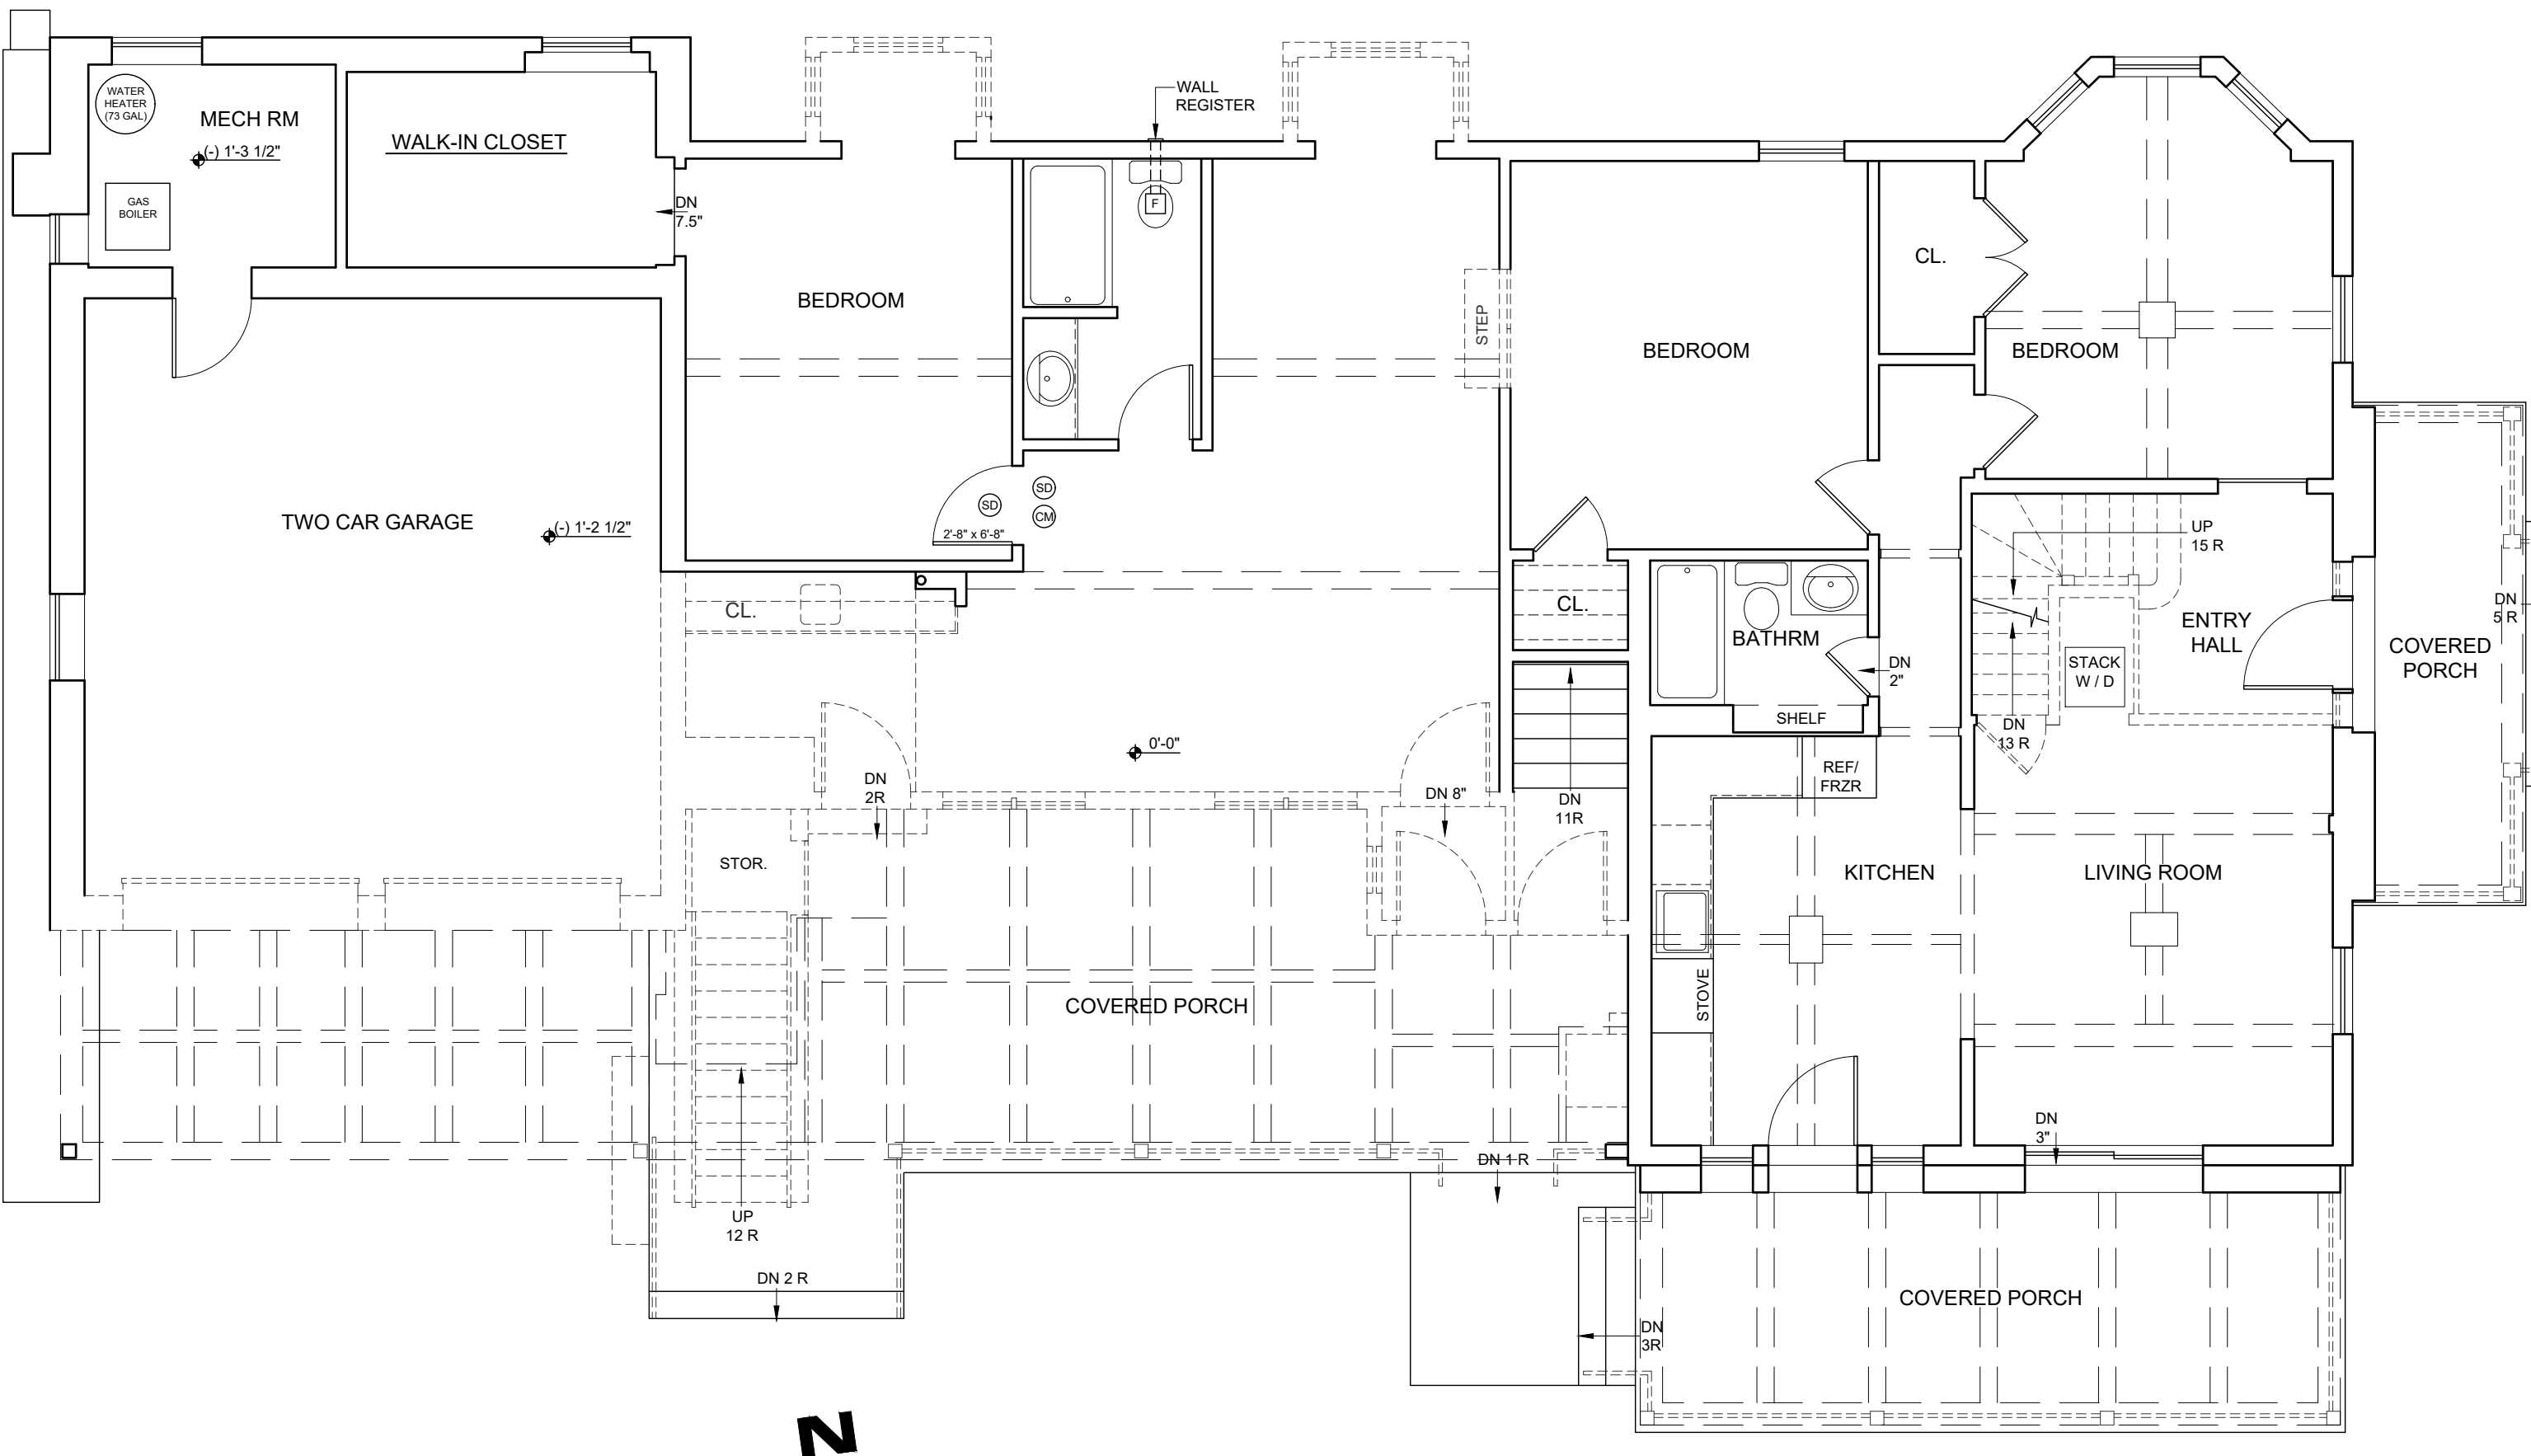 WALL
REGISTER
WATER
HEATER
(73 GAL)
MECH RM
(-) 1'-3 1/2"
WALK-IN CLOSET
GAS
BOILER
DN
7.5"
F
BEDROOM
STEP
BEDROOM
CL.
BEDROOM
SD
SD
CM
2'-8" x 6'-8"
TWO CAR GARAGE
(-) 1'-2 1/2"
UP
15 R
CL.
CL.
BATHRM
DN
2"
SHELF
ENTRY
HALL
STACK
W / D
DN
5 R
COVERED
PORCH
DN
13 R
0'-0"
DN
2R
DN 8"
DN
11R
REF/
FRZR
STOR.
KITCHEN
LIVING ROOM
STOVE
COVERED PORCH
DN
3"
DN 1 R
UP
12 R
DN 2 R
DN
3R
COVERED PORCH
N